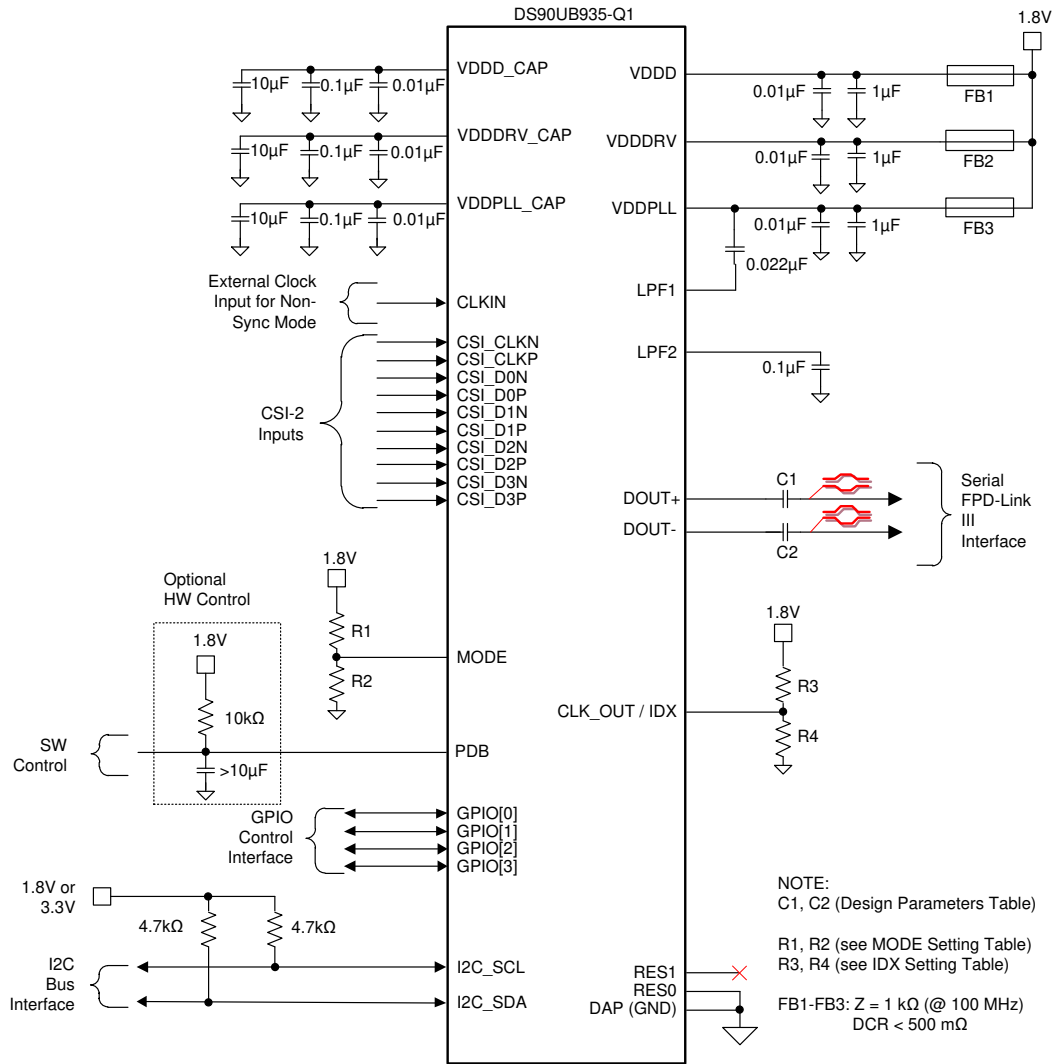 DS90UB935-Q1
1.8V
VDDD_CAP
10µF
0.1µF
0.01µF
VDDDRV_CAP
10µF
0.1µF
0.01µF
VDDPLL_CAP
10µF
0.1µF
0.01µF
External Clock
Input for Non-
Sync Mode
CLKIN
CSI-2
Inputs
CSI_CLKN
CSI_CLKP
CSI_D0N
CSI_D0P
CSI_D1N
CSI_D1P
CSI_D2N
CSI_D2P
CSI_D3N
CSI_D3P
1.8V
R1
R2
MODE
Optional
HW Control
1.8V
10kΩ
>10µF
SW
Control
PDB
GPIO
Control
Interface
GPIO[0]
GPIO[1]
GPIO[2]
GPIO[3]
1.8V or
3.3V
4.7kΩ
4.7kΩ
I2C
Bus
Interface
I2C_SCL
I2C_SDA
VDDD
0.01µF
1µF
FB1
VDDDRV
0.01µF
1µF
FB2
VDDPLL
0.01µF
1µF
FB3
0.022µF
LPF1
LPF2
0.1µF
DOUT+
C1
DOUT-
C2
Serial
FPD-Link
III
Interface
1.8V
R3
R4
CLK_OUT / IDX
RES1
RES0
DAP (GND)
NOTE:
C1, C2 (Design Parameters Table)
R1, R2 (see MODE Setting Table)
R3, R4 (see IDX Setting Table)
FB1-FB3: Z = 1 kΩ (@ 100 MHz)
DCR < 500 mΩ